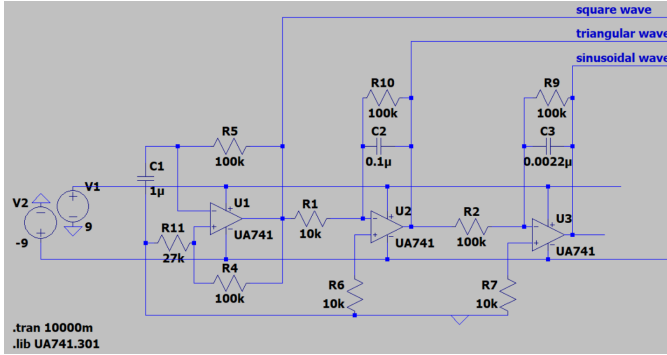 square wave
triangular wave
sinusoidal wave
R10
100k
R9
100k
C2
0.1µ
C3
0.0022µ
R5
100k
C1
1µ
V2
V1
-9
9
R11
27k
U1
UA741
R1
10k
U2
UA741
R2
100k
U3
UA741
R4
100k
R6
10k
R7
10k
.tran 10000m
.lib UA741.301